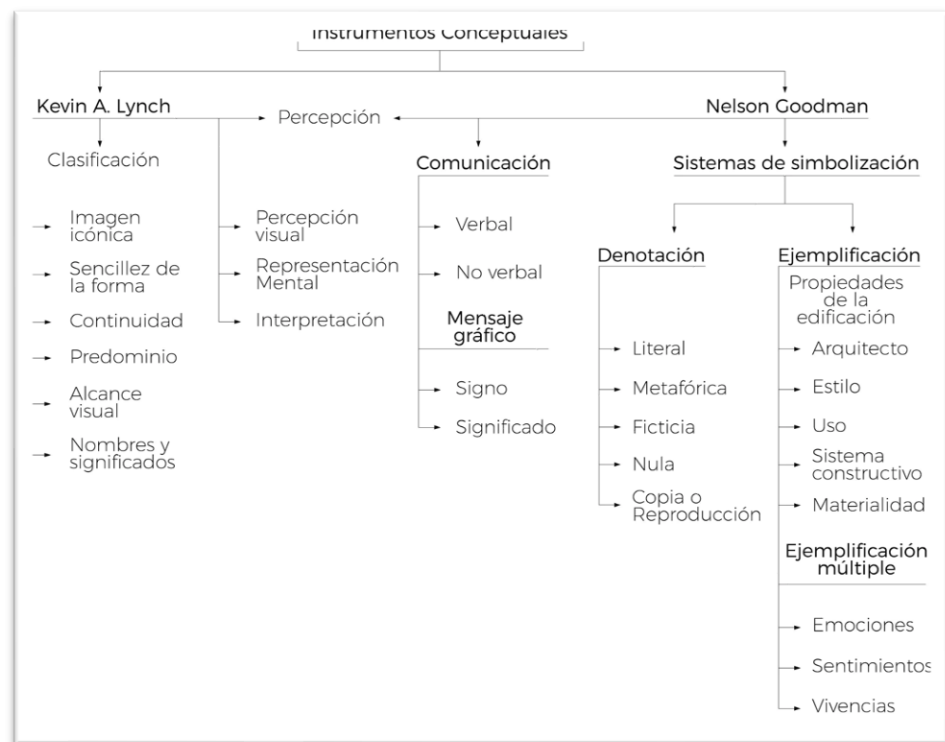 Instrumentos Conceptuales
Kevin A. Lynch
Percepción
Nelson Goodman
Clasificación
Imagen
icónica
Sencillez de
la forma
Continuidad
Predominio
Alcance
visual
Nombres y
significados
Percepción
visual
Representación
Mental
Interpretación
Comunicación
Verbal
No verbal
Mensaje
gráfico
Signo
Significado
Sistemas de simbolización
Denotación
Literal
Metafórica
Ficticia
Nula
Copia o
Reproducción
Ejemplificación
Propiedades
de la
edificación
Arquitecto
Estilo
Uso
Sistema
constructivo
Materialidad
Ejemplificación
múltiple
Emociones
Sentimientos
Vivencias